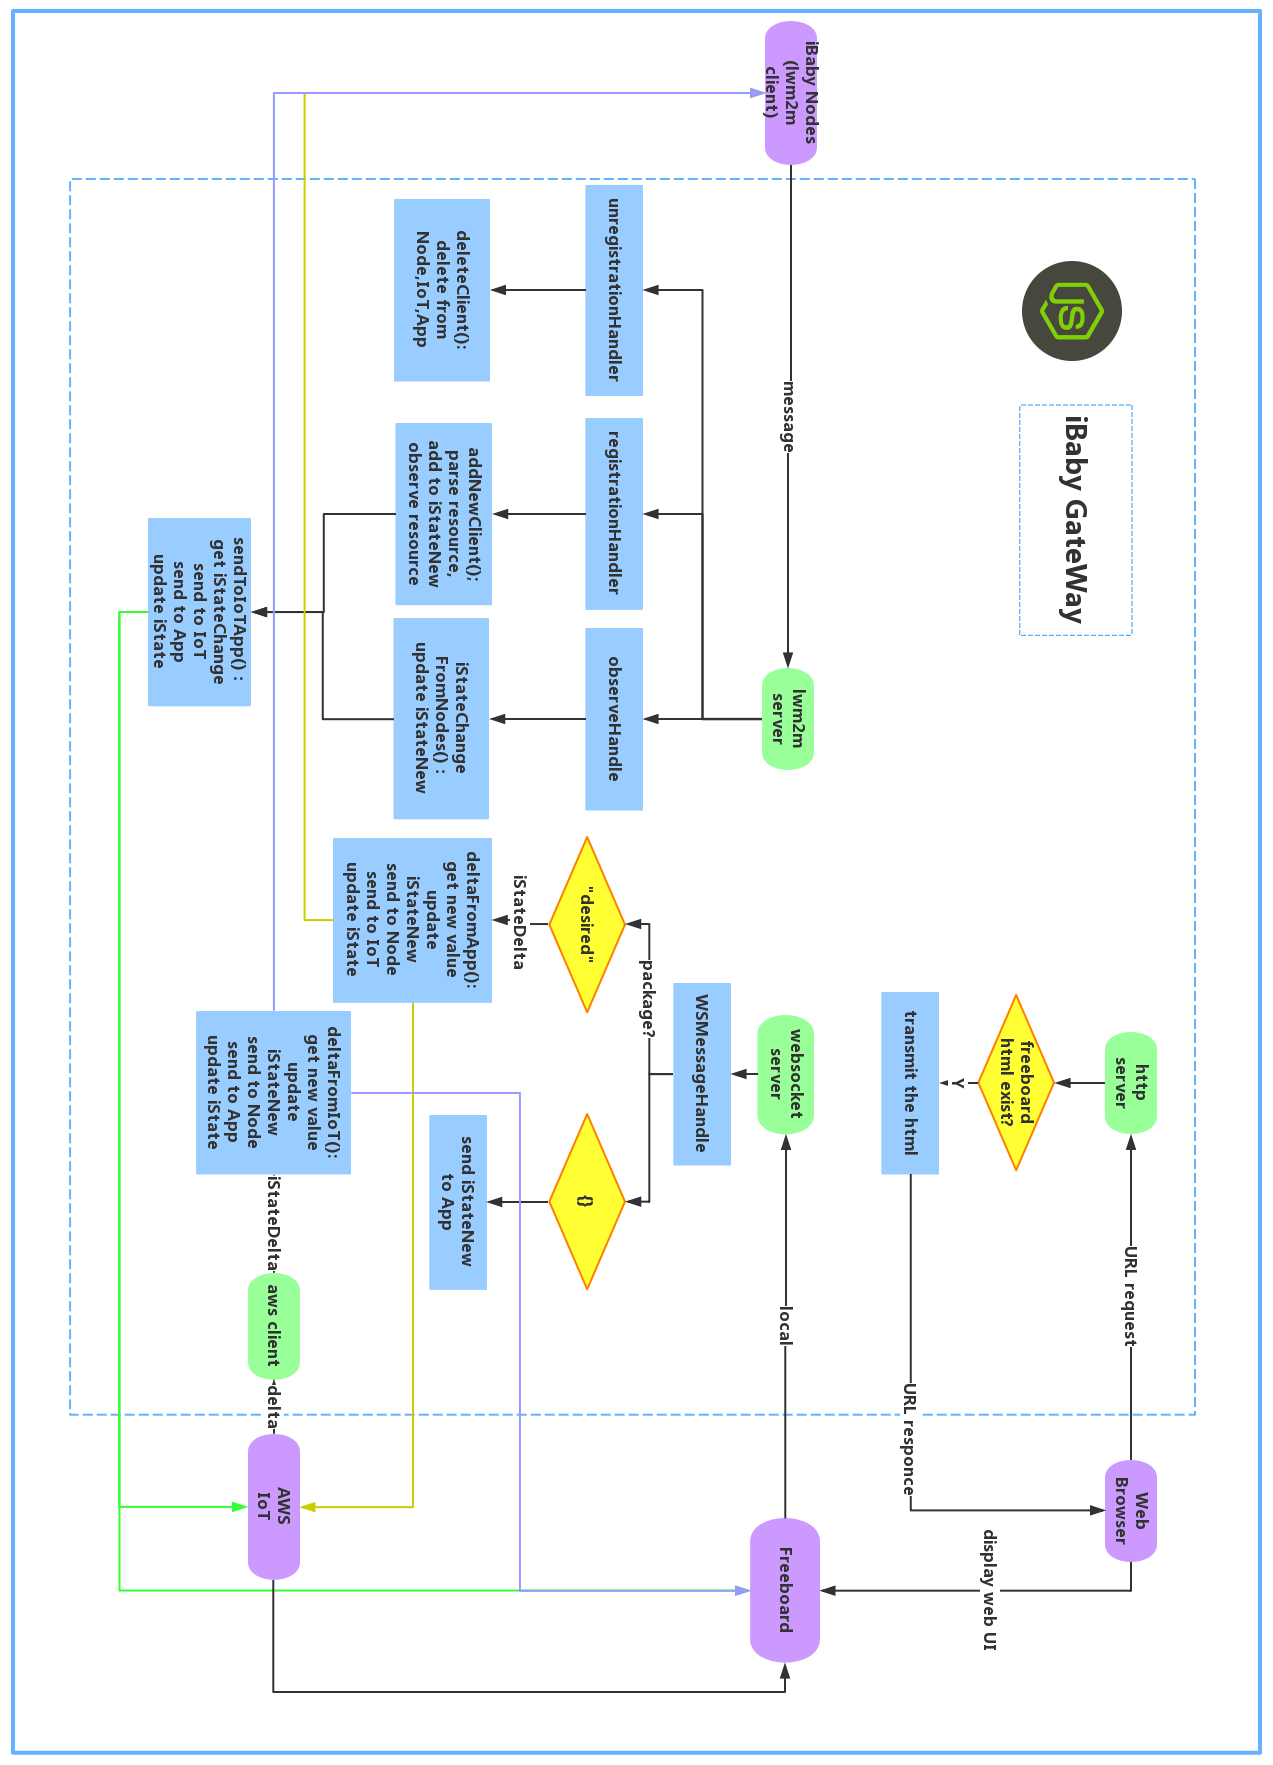 iBaby GateWay
JS
http
server
URL request
Web
Browser
freeboard
html exist?
Y
transmit the html
URL responce
display web UI
iBaby Nodes
(lwm2m
client)
message
lwm2m
server
websocket
server
local
Freeboard
WSMessageHandle
package?
unregistrationHandler
registrationHandler
observeHandle
"desired"
{}
iStateDelta
deleteClient():
delete from
Node,IoT,App
addNewClient();
parse resource,
add to iStateNew
observe resource
iStateChange
FromNodes() :
update iStateNew
deltaFromApp():
get new value
update
iStateNew
send to Node
send to IoT
update iState
send iStateNew
to App
deltaFromIoT():
get new value
update
iStateNew
send to Node
send to App
update iState
iStateDelta
aws client
delta
AWS
IoT
sendToIoTApp() :
get iStateChange
send to IoT
send to App
update iState